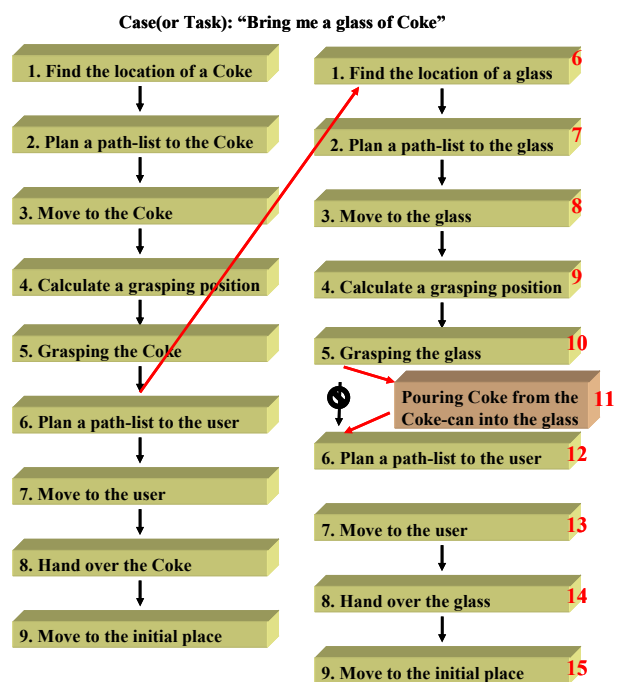 Case(or Task): “Bring me a glass of Coke”
1. Find the location of a Coke
2. Plan a path-list to the Coke
3. Move to the Coke
4. Calculate a grasping position
5. Grasping the Coke
6. Plan a path-list to the user
7. Move to the user
8. Hand over the Coke
9. Move to the initial place
1. Find the location of a glass 6
2. Plan a path-list to the glass 7
3. Move to the glass 8
4. Calculate a grasping position 9
5. Grasping the glass 10
Pouring Coke from the 11
Coke-can into the glass
6. Plan a path-list to the user 12
7. Move to the user 13
8. Hand over the glass 14
9. Move to the initial place 15